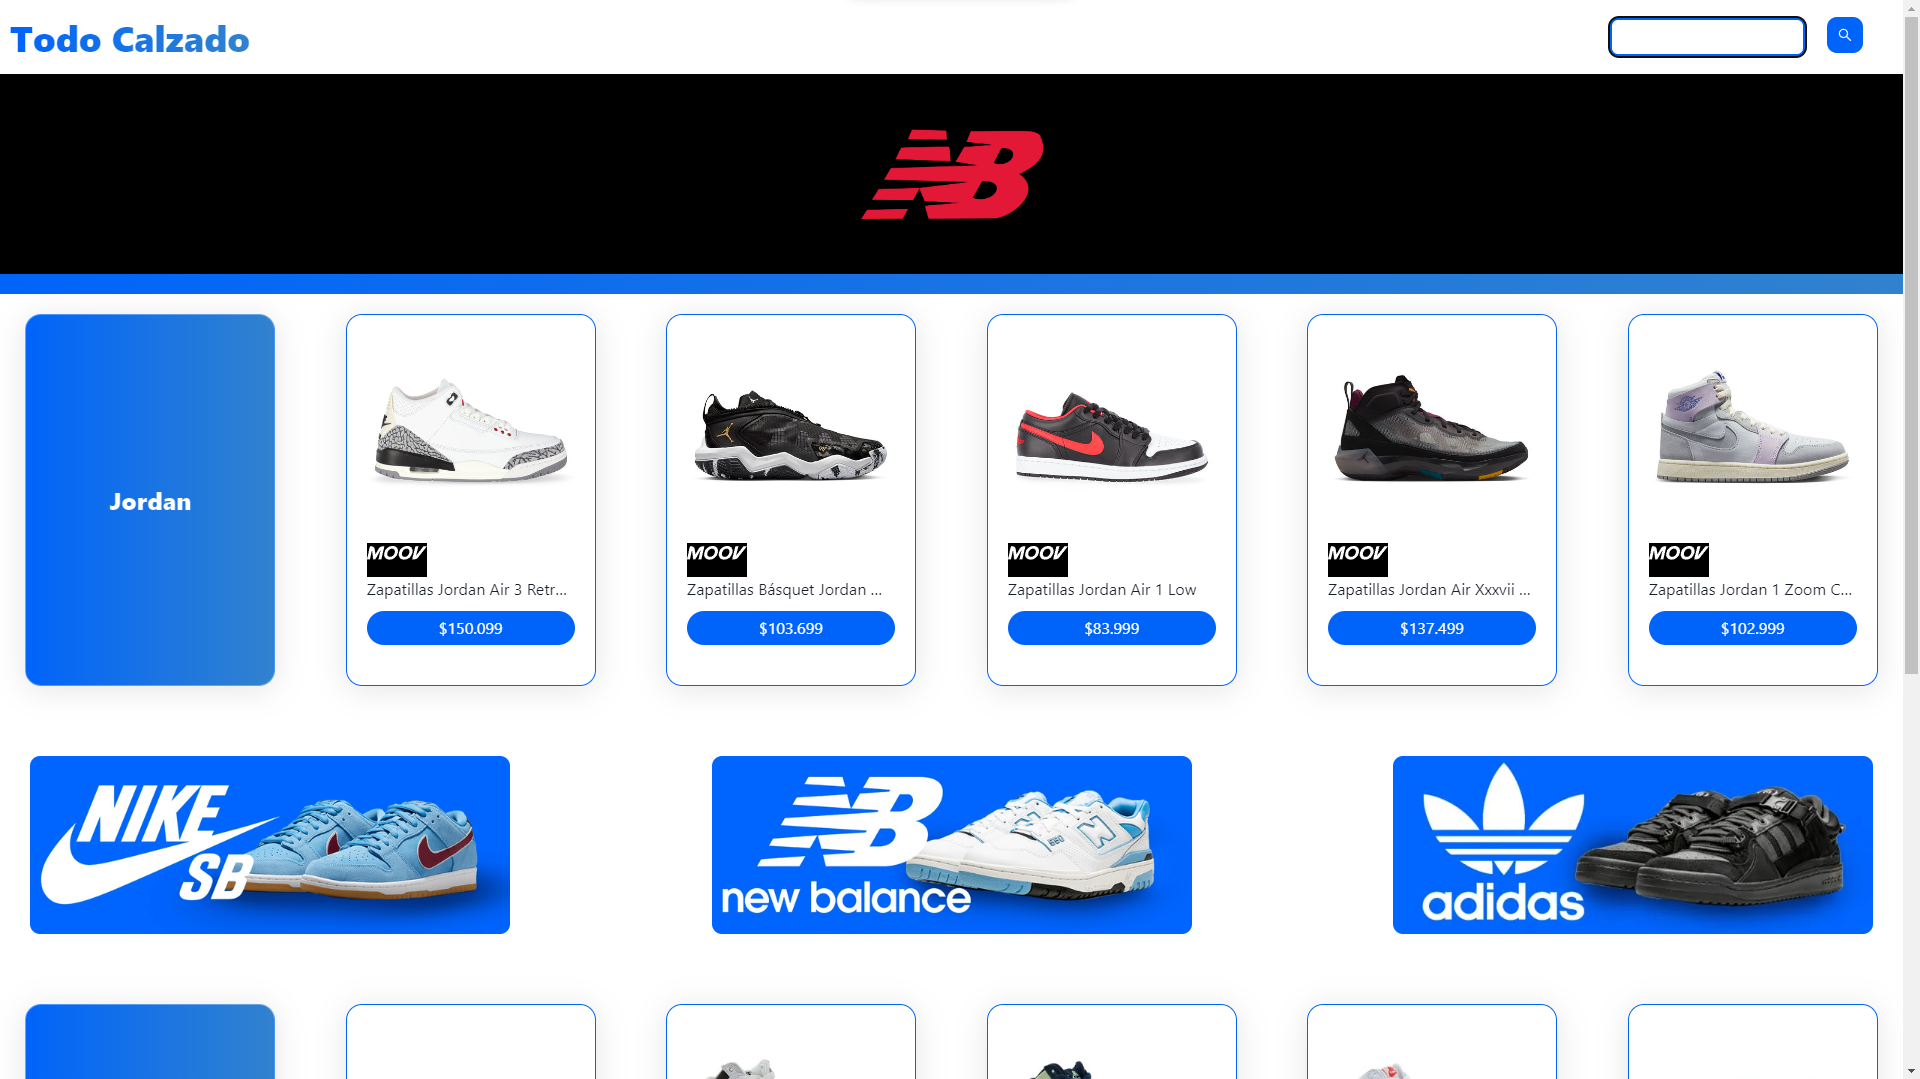 Todo Calzado
NB
Jordan
MOOV
Zapatillas Jordan Air 3 Retr...
$150.099
MOOV
Zapatillas Básquet Jordan ...
$103.699
MOOV
Zapatillas Jordan Air 1 Low
$83.999
MOOV
Zapatillas Jordan Air Xxxvii ...
$137.499
MOOV
Zapatillas Jordan 1 Zoom C...
$102.999
NIKE
SB
NB
new balance
adidas